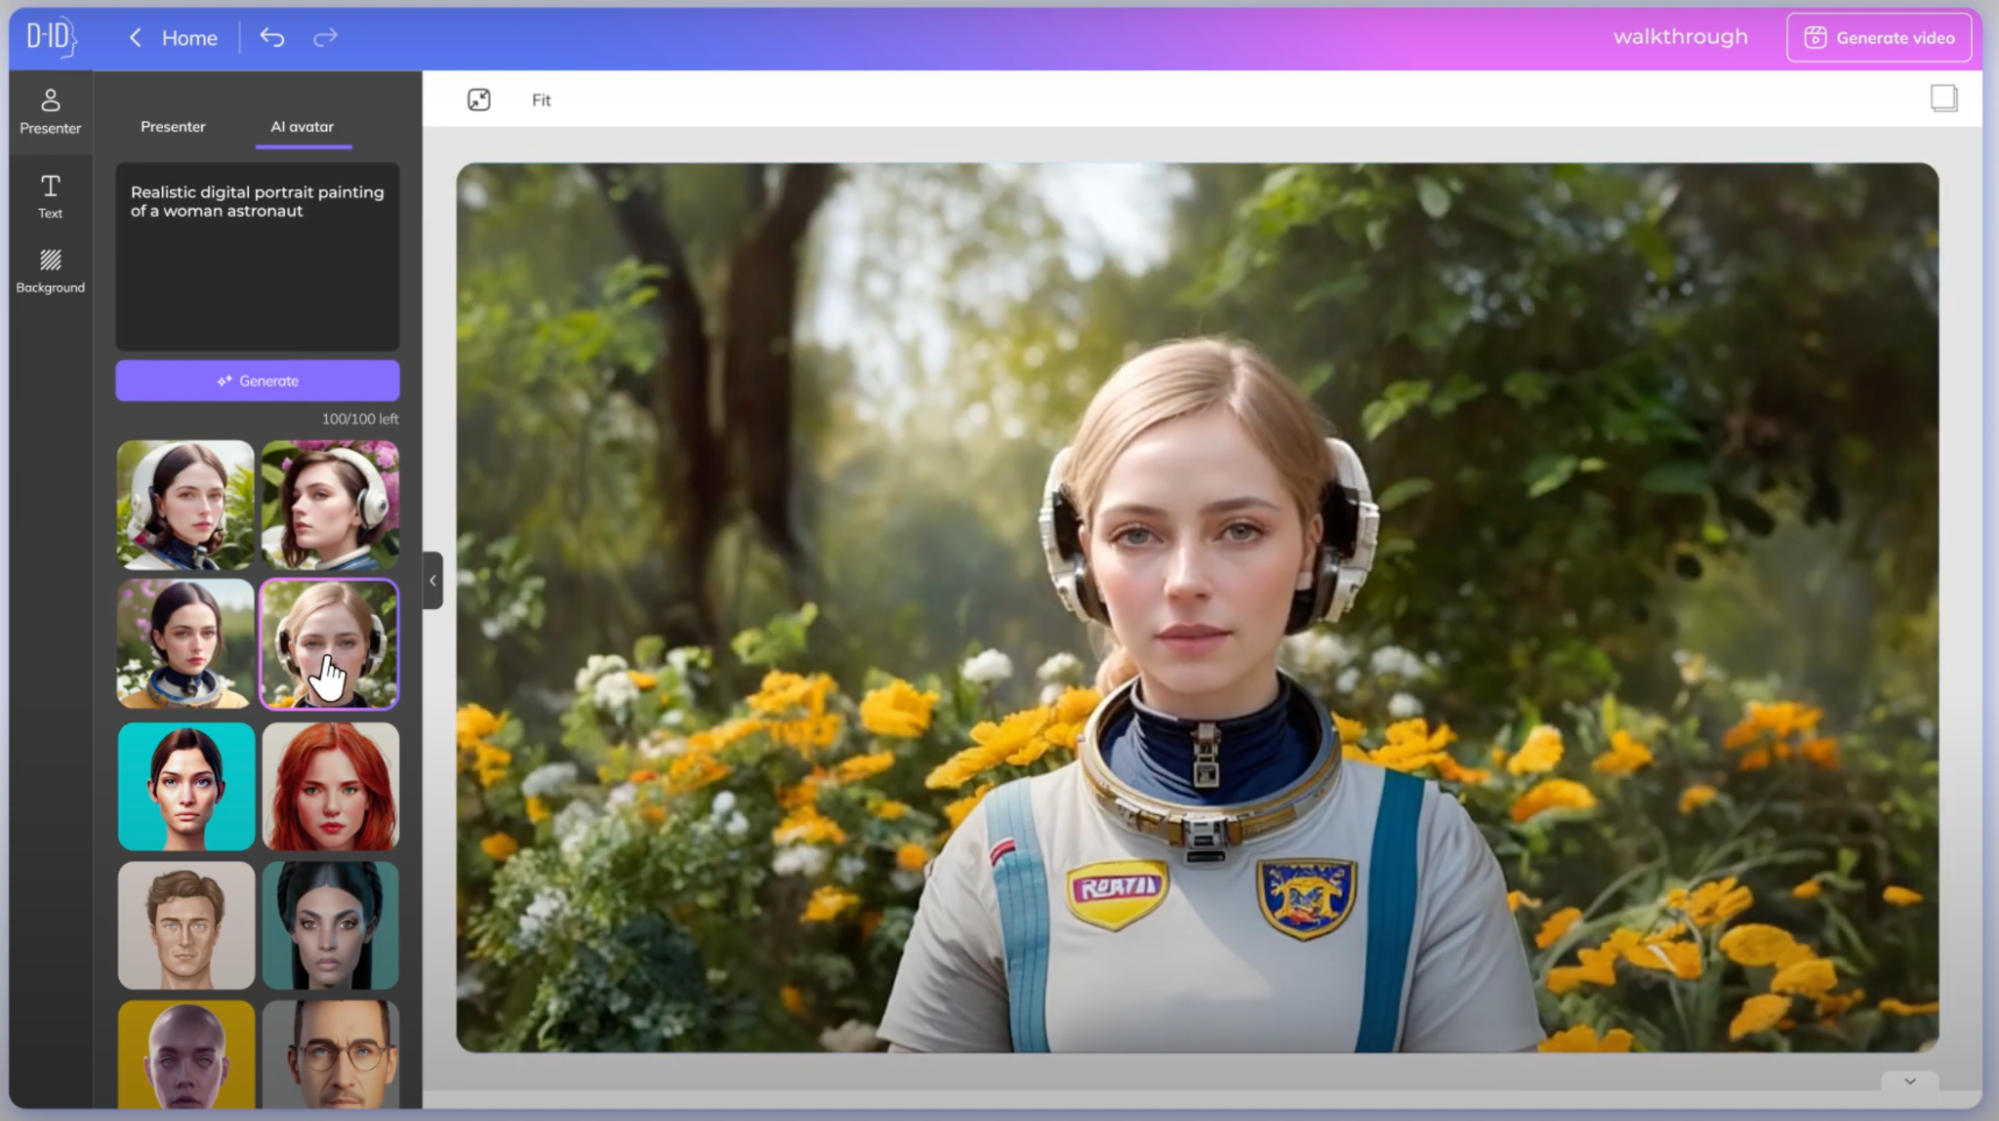 D-ID
Home
walkthrough
Generate video
Presenter
Text
Background
Presenter
AI avatar
Realistic digital portrait painting
of a woman astronaut
Generate
100/100 left
Fit